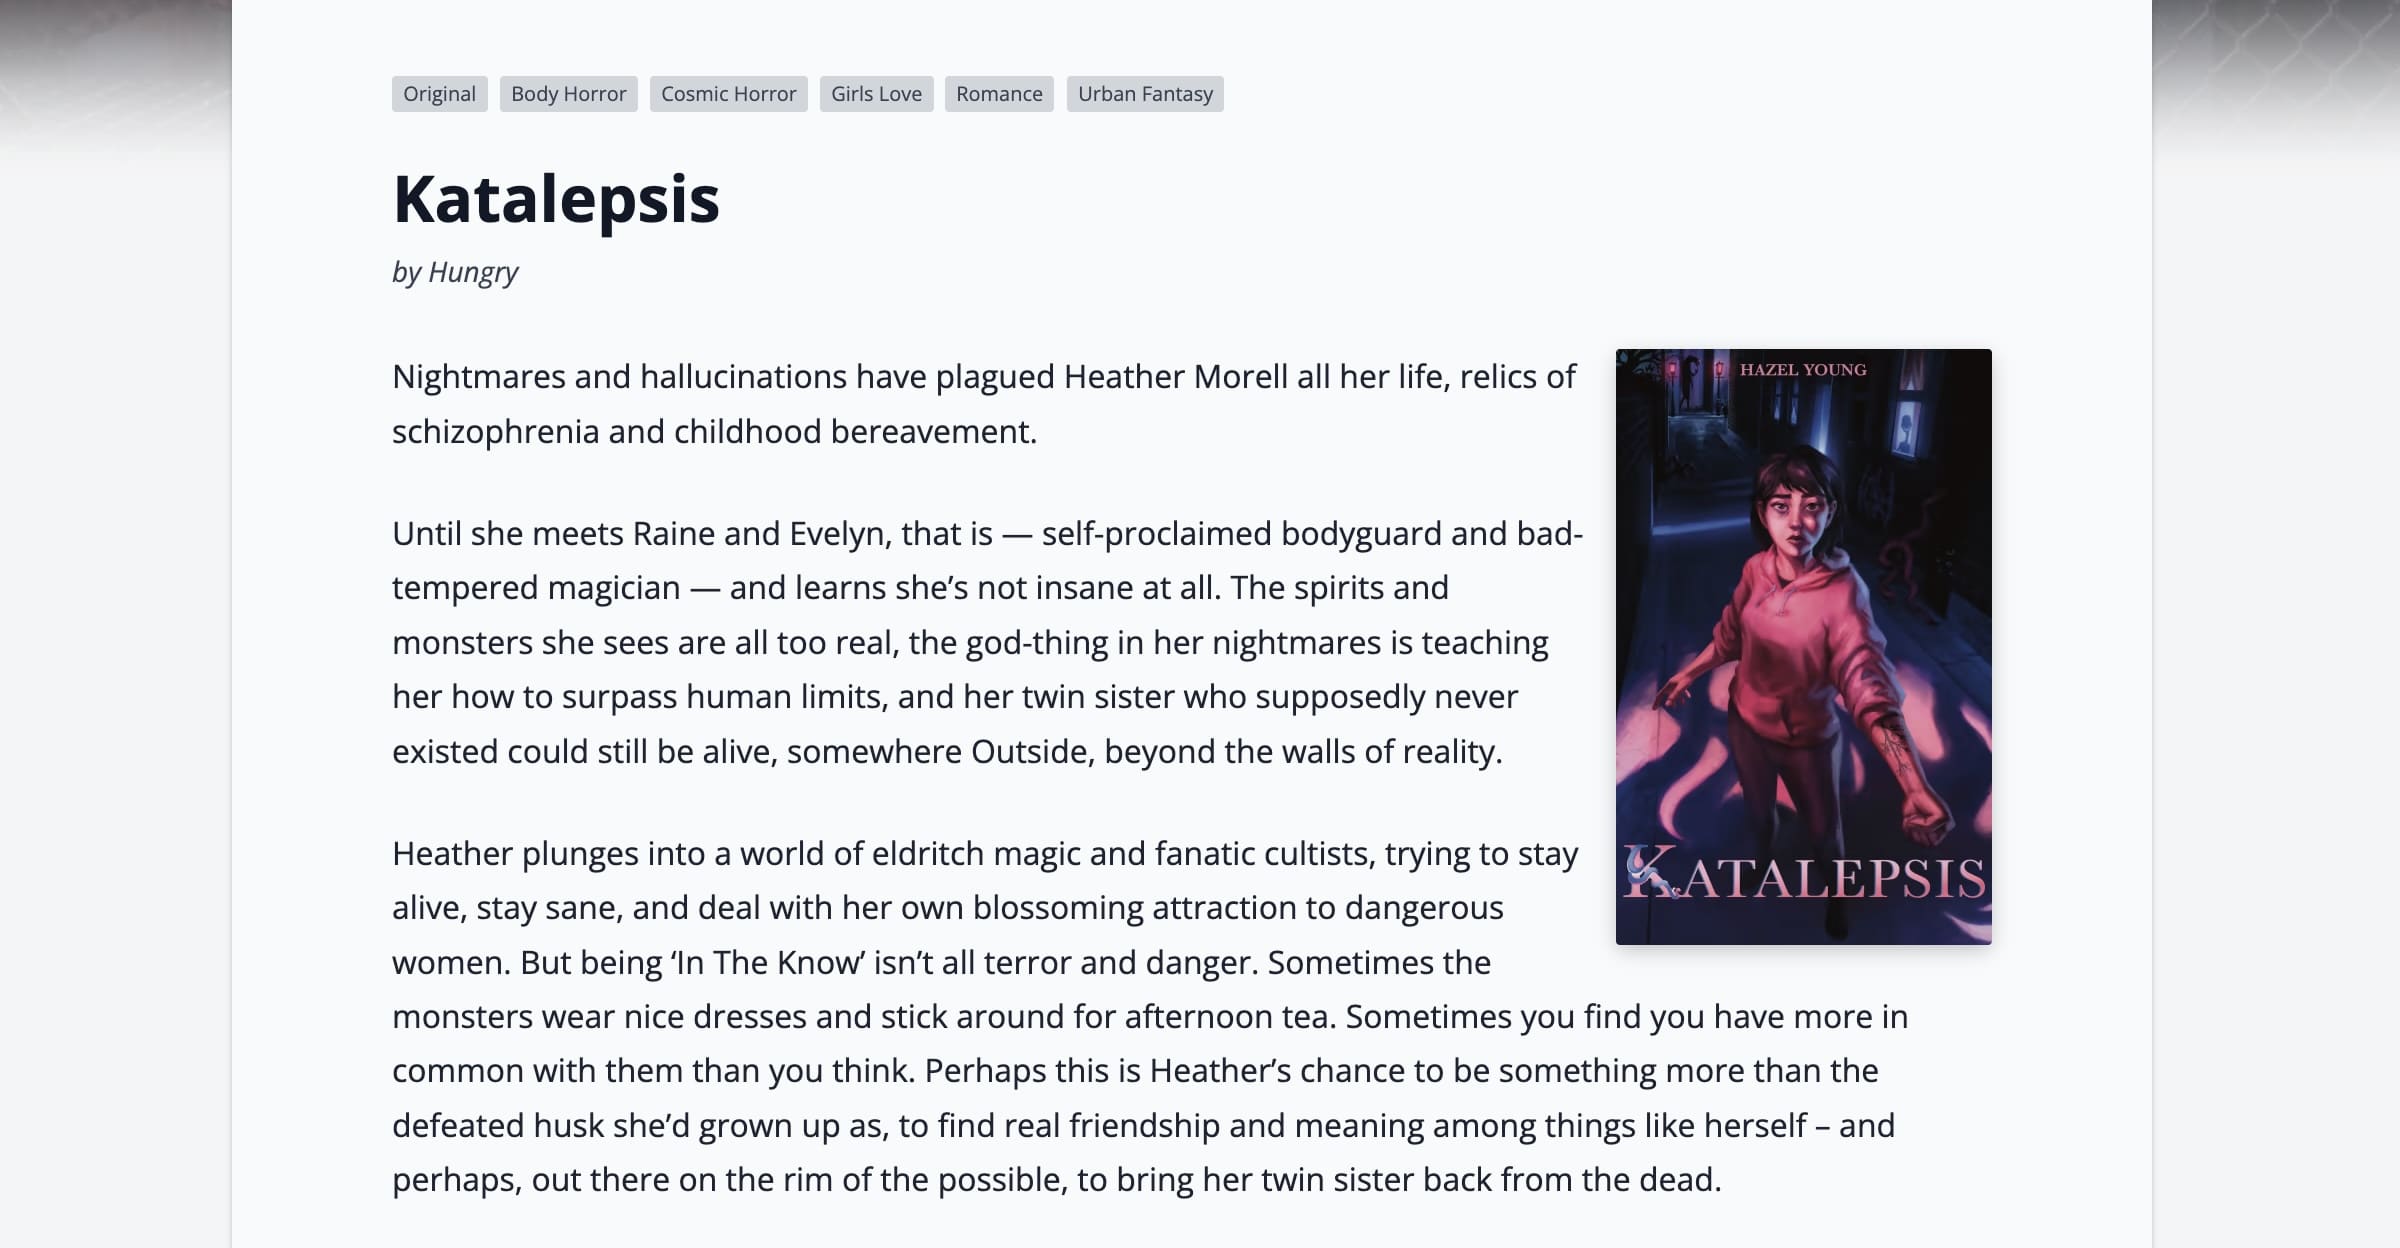 Original Body Horror Cosmic Horror Girls Love Romance Urban Fantasy
Katalepsis
by Hungry
Nightmares and hallucinations have plagued Heather Morell all her life, relics of
schizophrenia and childhood bereavement.
Until she meets Raine and Evelyn, that is — self-proclaimed bodyguard and bad-
tempered magician — and learns she’s not insane at all. The spirits and
monsters she sees are all too real, the god-thing in her nightmares is teaching
her how to surpass human limits, and her twin sister who supposedly never
existed could still be alive, somewhere Outside, beyond the walls of reality.
Heather plunges into a world of eldritch magic and fanatic cultists, trying to stay
alive, stay sane, and deal with her own blossoming attraction to dangerous
women. But being ‘In The Know’ isn’t all terror and danger. Sometimes the
monsters wear nice dresses and stick around for afternoon tea. Sometimes you find you have more in
common with them than you think. Perhaps this is Heather’s chance to be something more than the
defeated husk she’d grown up as, to find real friendship and meaning among things like herself – and
perhaps, out there on the rim of the possible, to bring her twin sister back from the dead.
HAZEL YOUNG
KATALEPSIS